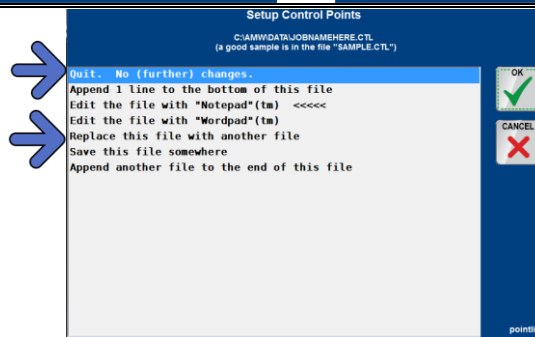 Setup Control Points
C:\AMW\DATA\JOBNAMEHERE.CTL
(a good sample is in the file "SAMPLE.CTL")
Quit. No (further) changes.
Append 1 line to the bottom of this file
Edit the file with "Notepad"(tm) <<<<<
Edit the file with "Wordpad"(tm)
Replace this file with another file
Save this file somewhere
Append another file to the end of this file
OK
CANCEL